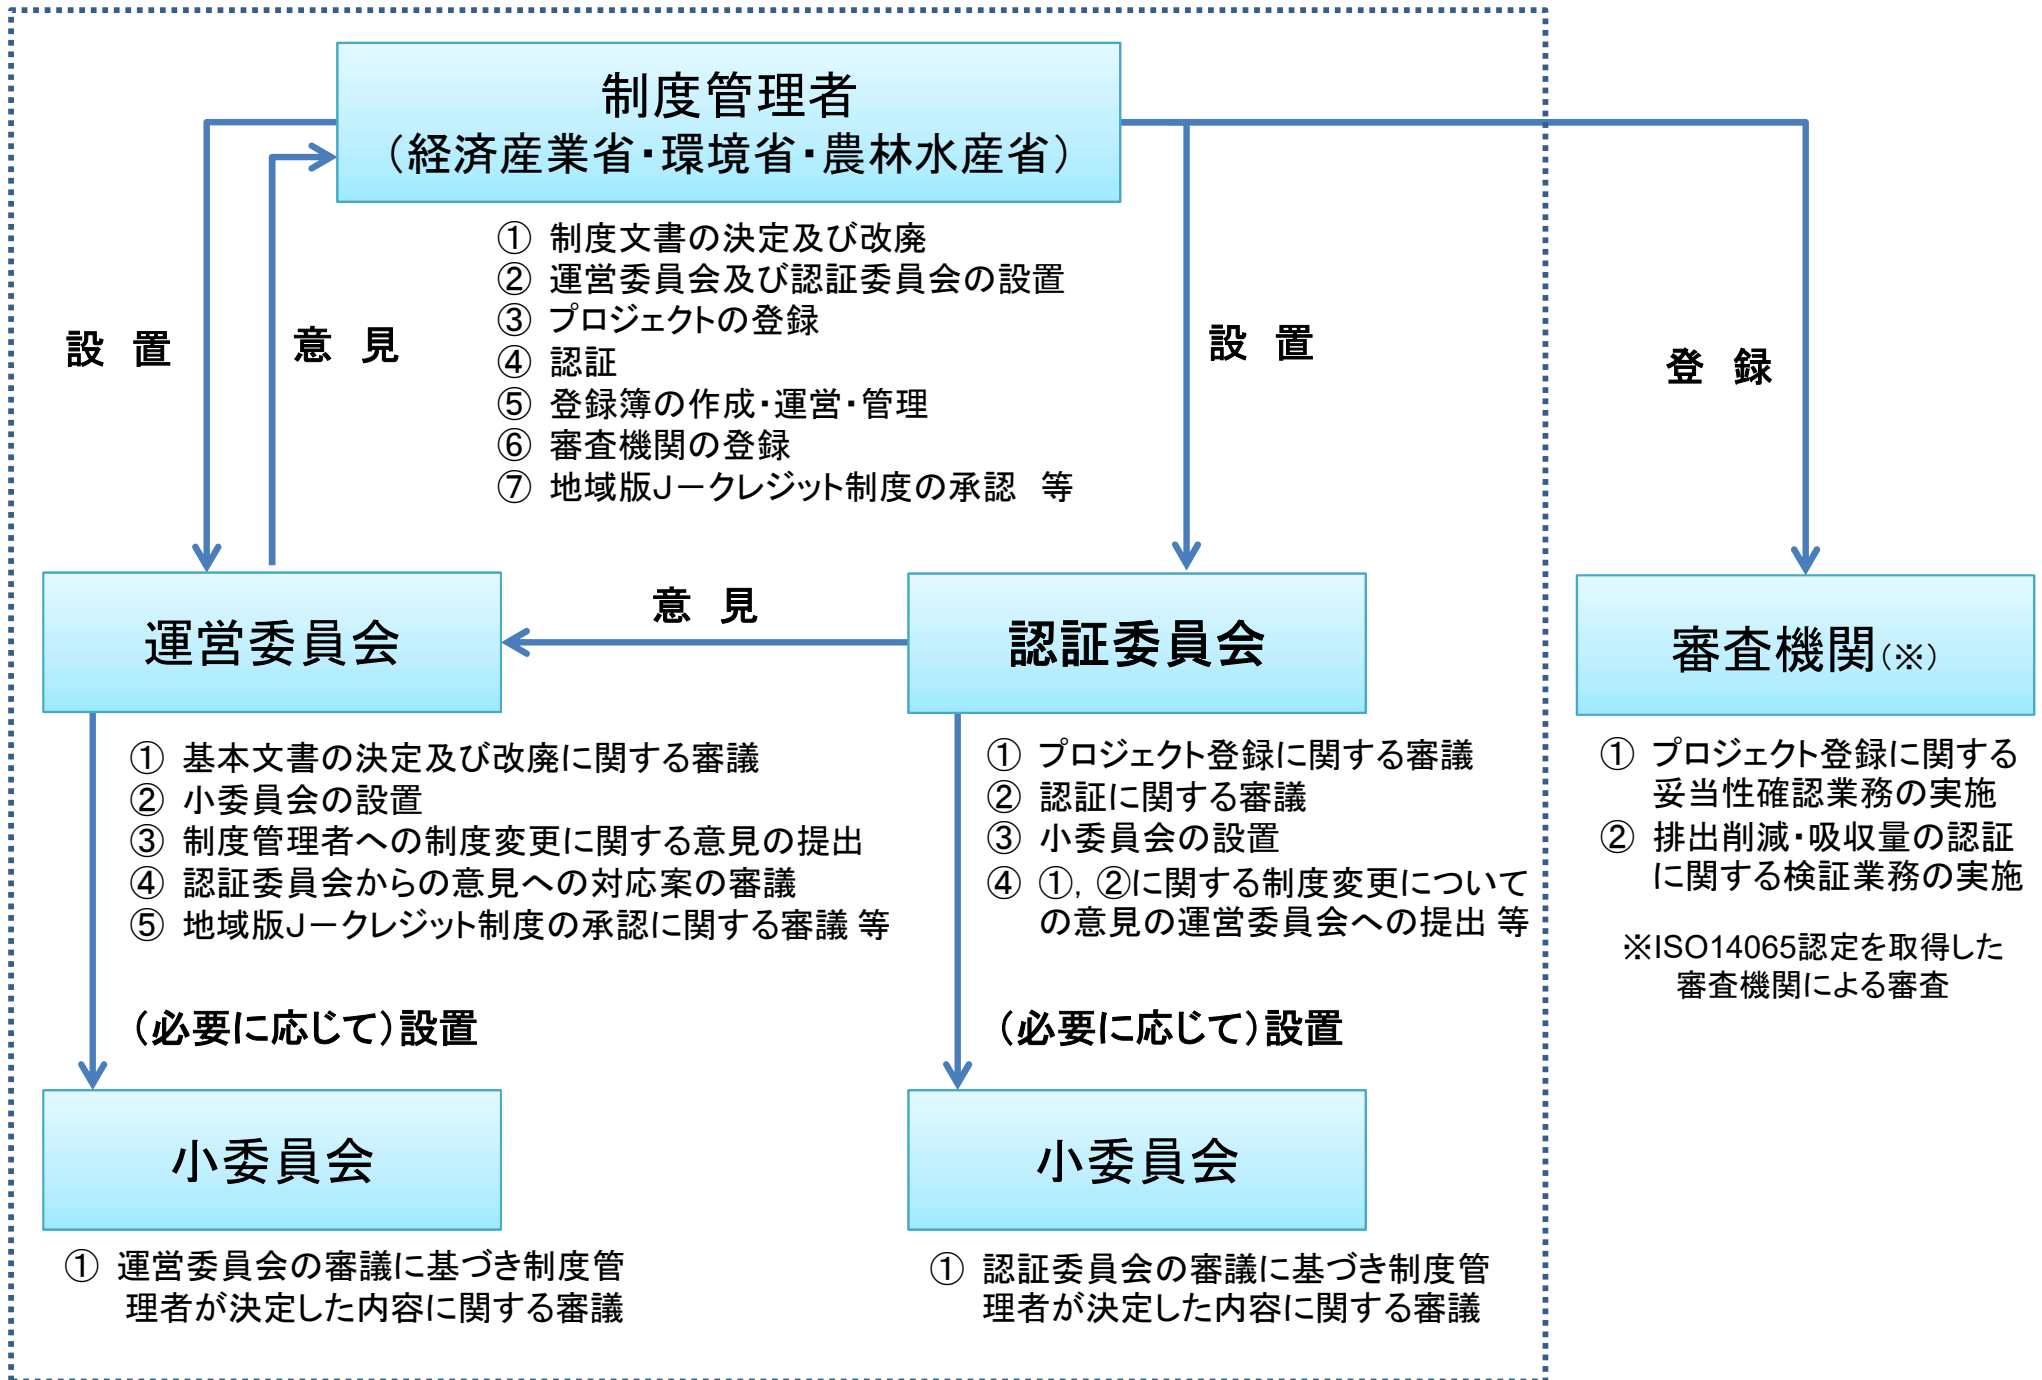 制度管理者
（経済産業省・環境省・農林水産省）
① 制度文書の決定及び改廃
② 運営委員会及び認証委員会の設置
③ プロジェクトの登録
④ 認証
⑤ 登録簿の作成・運営・管理
⑥ 審査機関の登録
⑦ 地域版Ｊークレジット制度の承認　等
設　置
意　見
設　置
登　録
運営委員会
意　見
認証委員会
審査機関（※）
① 基本文書の決定及び改廃に関する審議
② 小委員会の設置
③ 制度管理者への制度変更に関する意見の提出
④ 認証委員会からの意見への対応案の審議
⑤ 地域版Ｊークレジット制度の承認に関する審議 等
① プロジェクト登録に関する審議
② 認証に関する審議
③ 小委員会の設置
④ ①，②に関する制度変更について
の意見の運営委員会への提出 等
① プロジェクト登録に関する
妥当性確認業務の実施
② 排出削減・吸収量の認証
に関する検証業務の実施
※ISO14065認定を取得した
審査機関による審査
（必要に応じて）設置
（必要に応じて）設置
小委員会
小委員会
① 運営委員会の審議に基づき制度管
理者が決定した内容に関する審議
① 認証委員会の審議に基づき制度管
理者が決定した内容に関する審議